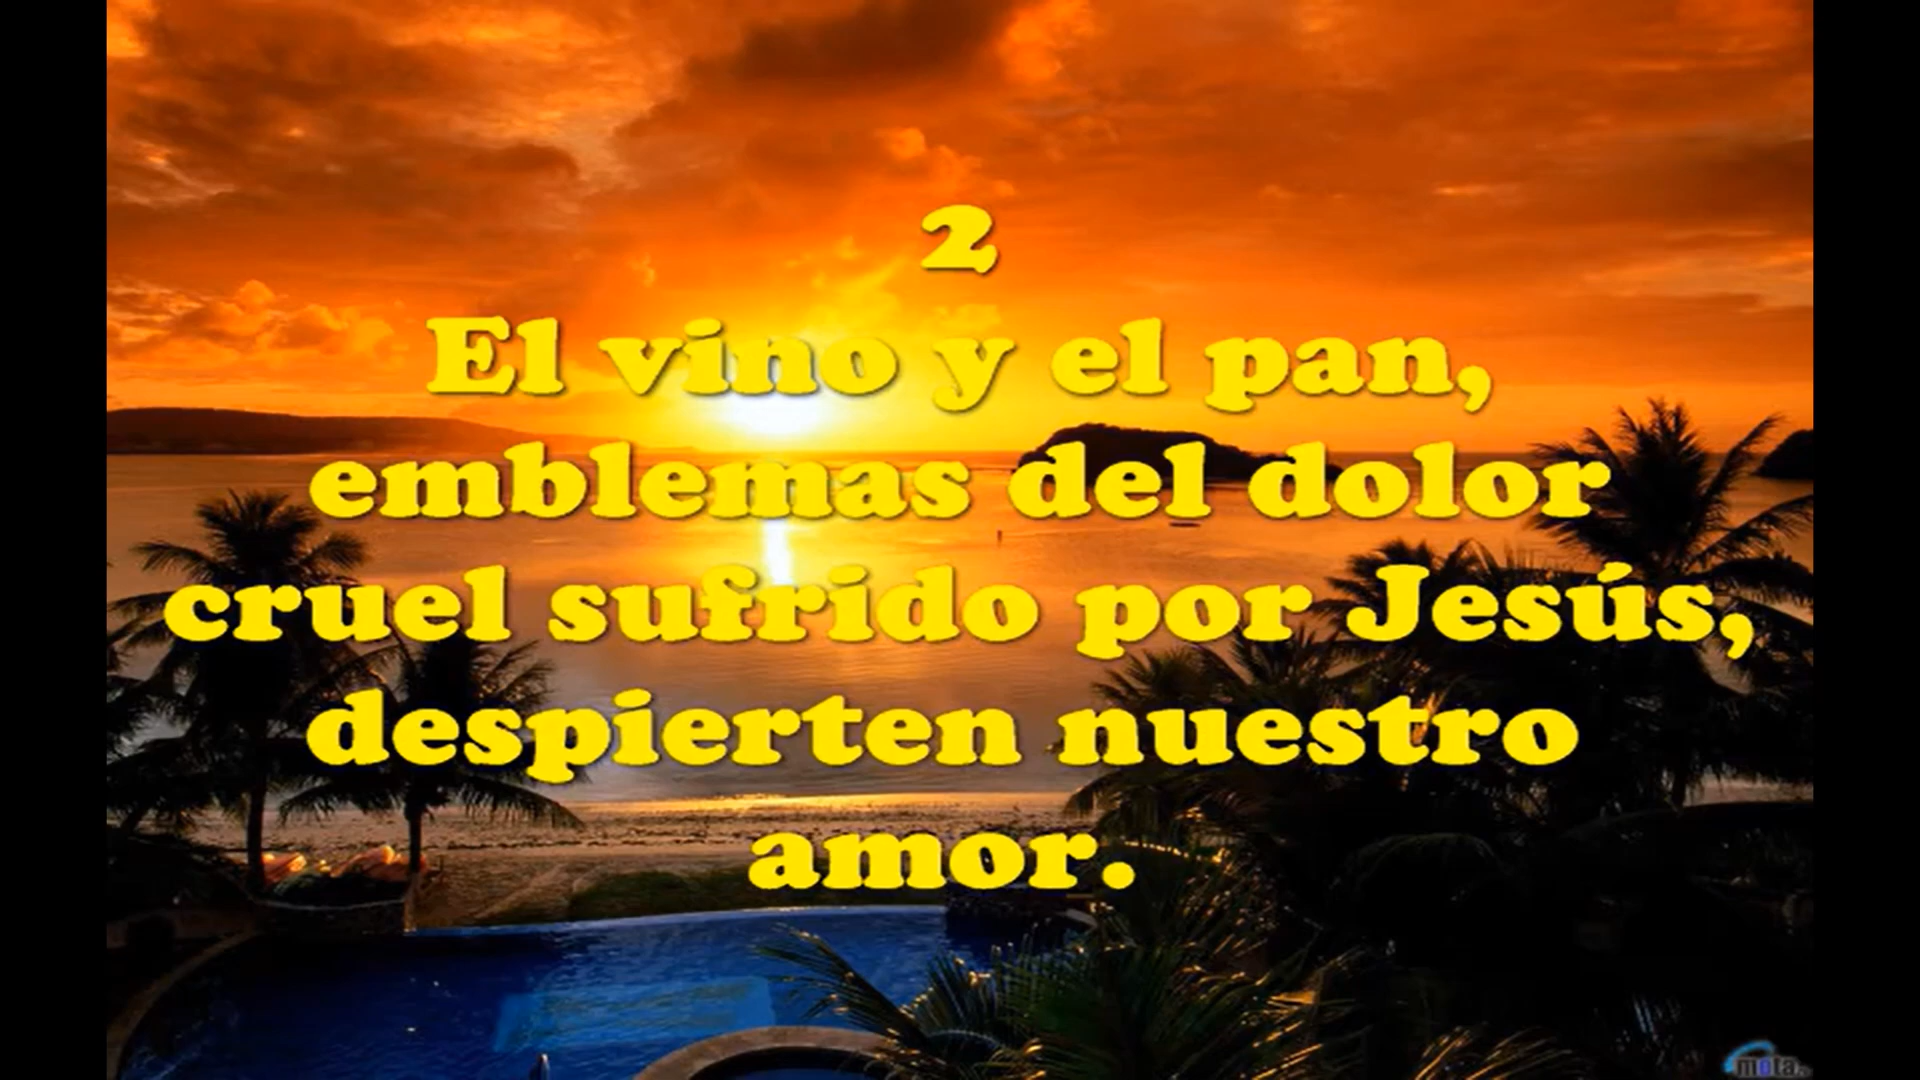 2
El vino y el pan,
emblemas del dolor
cruel sufrido por Jesús,
despierten nuestro
amor.